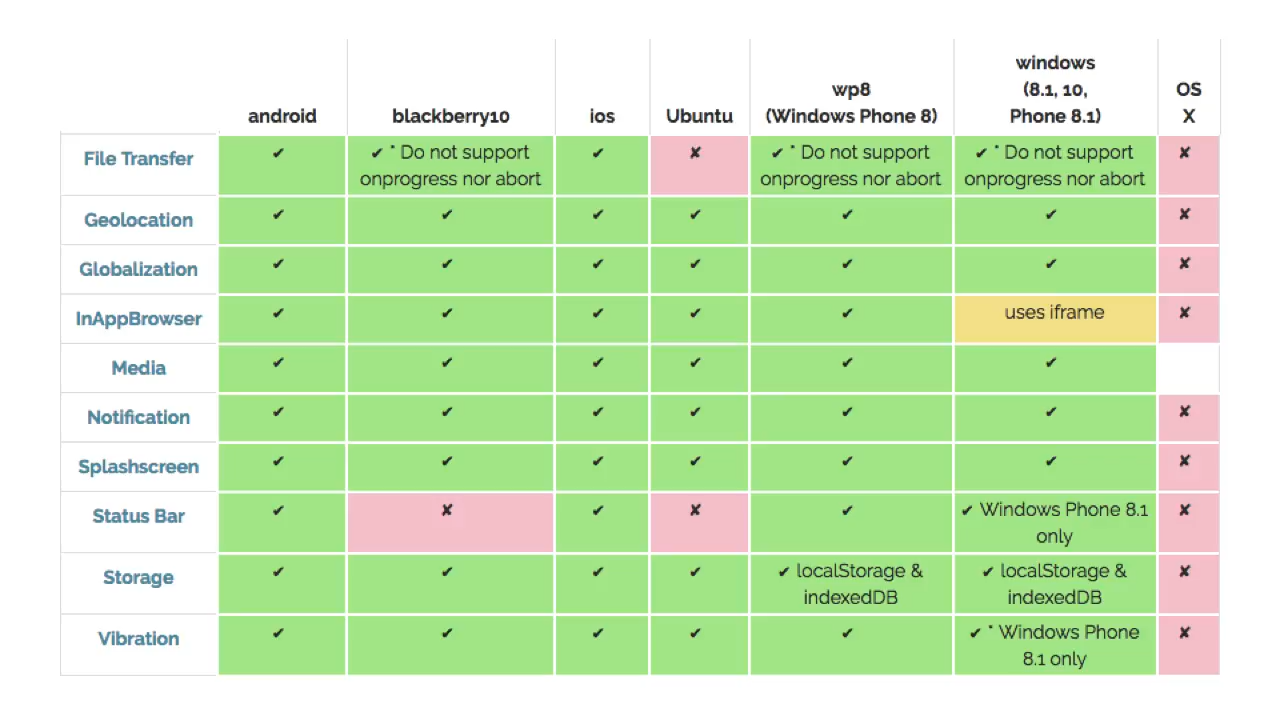 android blackberry10 ios Ubuntu wp8 (Windows Phone 8) windows (8.1, 10, Phone 8.1) OS X
File Transfer ✔ ✔ * Do not support onprogress nor abort ✔ ✘ ✔ * Do not support onprogress nor abort ✔ * Do not support onprogress nor abort ✘
Geolocation ✔ ✔ ✔ ✔ ✔ ✔ ✘
Globalization ✔ ✔ ✔ ✔ ✔ ✔ ✘
InAppBrowser ✔ ✔ ✔ ✔ ✔ uses iframe ✘
Media ✔ ✔ ✔ ✔ ✔ ✔
Notification ✔ ✔ ✔ ✔ ✔ ✔ ✘
Splashscreen ✔ ✔ ✔ ✔ ✔ ✔ ✘
Status Bar ✔ ✘ ✔ ✘ ✔ ✔ Windows Phone 8.1 only ✘
Storage ✔ ✔ ✔ ✔ ✔ localStorage & indexedDB ✔ localStorage & indexedDB ✘
Vibration ✔ ✔ ✔ ✔ ✔ ✔ * Windows Phone 8.1 only ✘